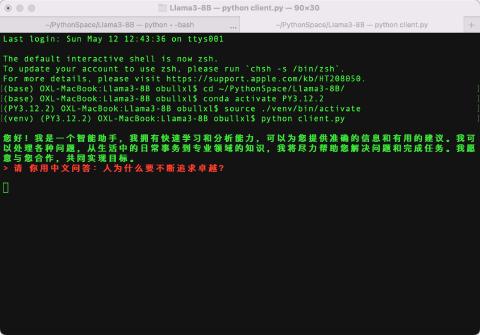 Llama3-8B — python client.py — 90×30
~/PythonSpace/Llama3-8B — python • -bash
...
~/PythonSpace/Llama3-8B — python client.py
+
Last login: Sun May 12 12:43:36 on ttys001
The default interactive shell is now zsh.
To update your account to use zsh, please run `chsh -s /bin/zsh`.
For more details, please visit https://support.apple.com/kb/HT208050.
(base) OXL-MacBook:Llama3-8B obullxl$ cd ~/PythonSpace/Llama3-8B/
(base) OXL-MacBook:Llama3-8B obullxl$ conda activate PY3.12.2
(PY3.12.2) OXL-MacBook:Llama3-8B obullxl$ source ./venv/bin/activate
(venv) (PY3.12.2) OXL-MacBook:Llama3-8B obullxl$ python client.py
您好！我是一个智能助手，我拥有快速学习和分析能力，可以为您提供准确的信息和有用的建议。我可
以处理各种问题，从生活中的日常事务到专业领域的知识，我将尽力帮助您解决问题和完成任务。我愿
意与您合作，共同实现目标。
> 请 你用中文问答：人为什么要不断追求卓越？